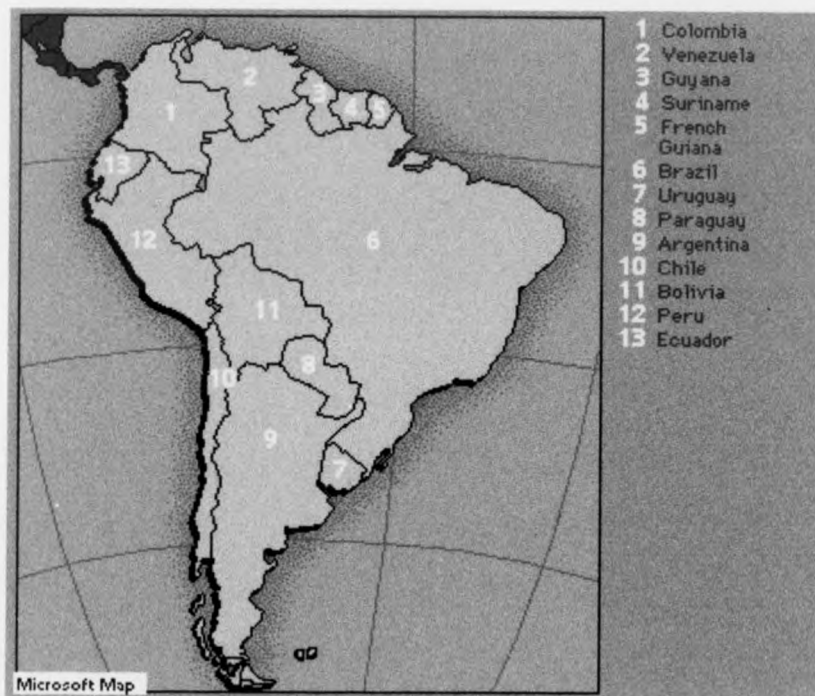 1 Colombia
2 Venezuela
3 Guyana
4 Suriname
5 French
Guiana
6 Brazil
7 Uruguay
8 Paraguay
9 Argentina
10 Chile
11 Bolivia
12 Peru
13 Ecuador
2
3
4
5
1
13
12
6
11
8
10
9
7
Microsoft Map